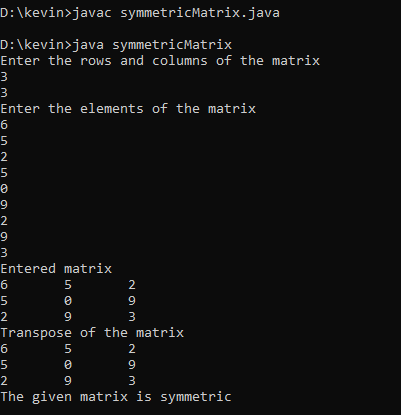 D:\kevin>javac symmetricMatrix.java
D:\kevin>java symmetricMatrix
Enter the rows and columns of the matrix
3
3
Enter the elements of the matrix
6
5
2
5
0
9
2
9
3
Entered matrix
6 5 2
5 0 9
2 9 3
Transpose of the matrix
6 5 2
5 0 9
2 9 3
The given matrix is symmetric